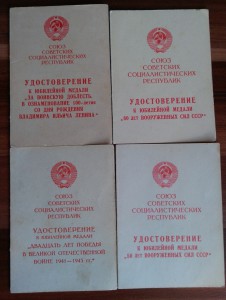 СОЮЗ
СОВЕТСКИХ
СОЦИАЛИСТИЧЕСКИХ
РЕСПУБЛИК
УДОСТОВЕРЕНИЕ
К ЮБИЛЕЙНОЙ МЕДАЛИ
"ЗА ВОИНСКУЮ ДОБЛЕСТЬ.
В ОЗНАМЕНОВАНИЕ 100-летия
СО ДНЯ РОЖДЕНИЯ
ВЛАДИМИРА ИЛЬИЧА ЛЕНИНА"
СОЮЗ
СОВЕТСКИХ
СОЦИАЛИСТИЧЕСКИХ
РЕСПУБЛИК
УДОСТОВЕРЕНИЕ
К ЮБИЛЕЙНОЙ МЕДАЛИ
"50 ЛЕТ ВООРУЖЕННЫХ СИЛ СССР"
СОЮЗ
СОВЕТСКИХ
СОЦИАЛИСТИЧЕСКИХ
РЕСПУБЛИК
УДОСТОВЕРЕНИЕ
К ЮБИЛЕЙНОЙ МЕДАЛИ
"ДВАДЦАТЬ ЛЕТ ПОБЕДЫ
В ВЕЛИКОЙ ОТЕЧЕСТВЕННОЙ
ВОЙНЕ 1941—1945 гг."
СОЮЗ
СОВЕТСКИХ
СОЦИАЛИСТИЧЕСКИХ
РЕСПУБЛИК
УДОСТОВЕРЕНИЕ
К ЮБИЛЕЙНОЙ МЕДАЛИ
"50 ЛЕТ ВООРУЖЕННЫХ СИЛ СССР"